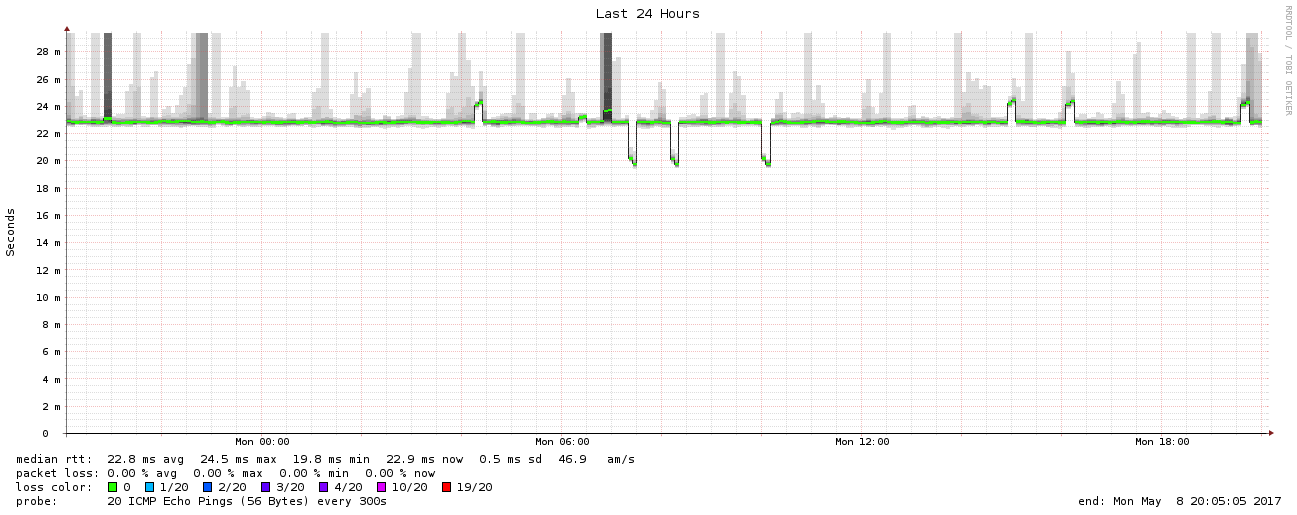 Last 24 Hours
RRDTOOL / TOBI OETIKER
Seconds
28 m
26 m
24 m
22 m
20 m
18 m
16 m
14 m
12 m
10 m
8 m
6 m
4 m
2 m
0
Mon 00:00 Mon 06:00 Mon 12:00 Mon 18:00
median rtt: 22.8 ms avg 24.5 ms max 19.8 ms min 22.9 ms now 0.5 ms sd 46.9 am/s
packet loss: 0.00 % avg 0.00 % max 0.00 % min 0.00 % now
loss color: 0 1/20 2/20 3/20 4/20 10/20 19/20
probe: 20 ICMP Echo Pings (56 Bytes) every 300s end: Mon May 8 20:05:05 2017